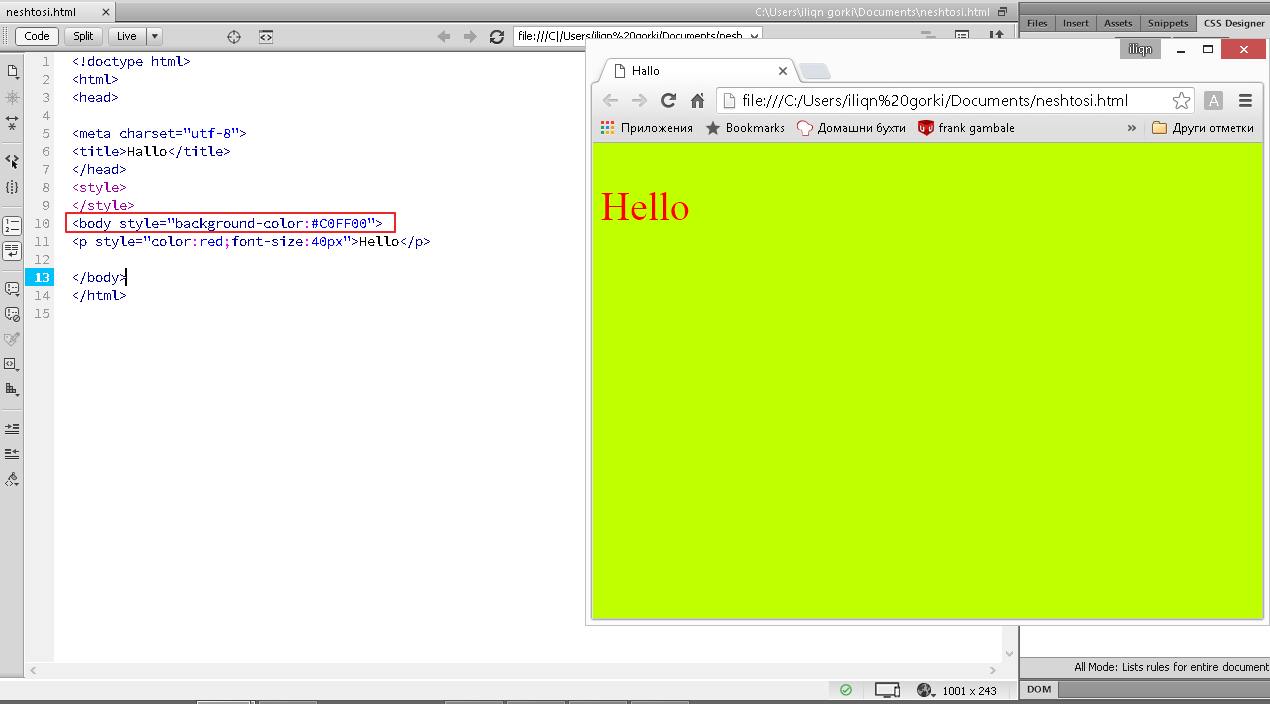 neshtosi.html
C:\Users\iliqn gorki\Documents\neshtosi.html
Files Insert Assets Snippets CSS Designer
Code Split Live
file:///C|/Users/iliqn%20gorki/Documents/nesh
iliqn
Hallo
file:///C:/Users/iliqn%20gorki/Documents/neshtosi.html
A
Приложения Bookmarks Домашни бухти frank gambale » Други отметки
Hello
1 <!doctype html>
2 <html>
3 <head>
4
5 <meta charset="utf-8">
6 <title>Hallo</title>
7 </head>
8 <style>
9 </style>
10 <body style="background-color:#C0FF00">
11 <p style="color:red;font-size:40px">Hello</p>
12
13 </body>
14 </html>
15
All Mode: Lists rules for entire document
1001 x 243
DOM